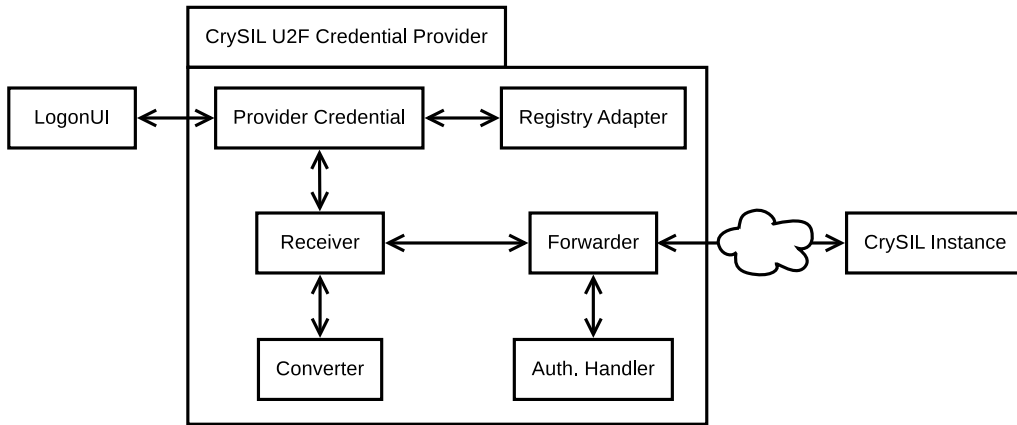 CrySIL U2F Credential Provider
LogonUI
Provider Credential
Registry Adapter
Receiver
Forwarder
CrySIL Instance
Converter
Auth. Handler